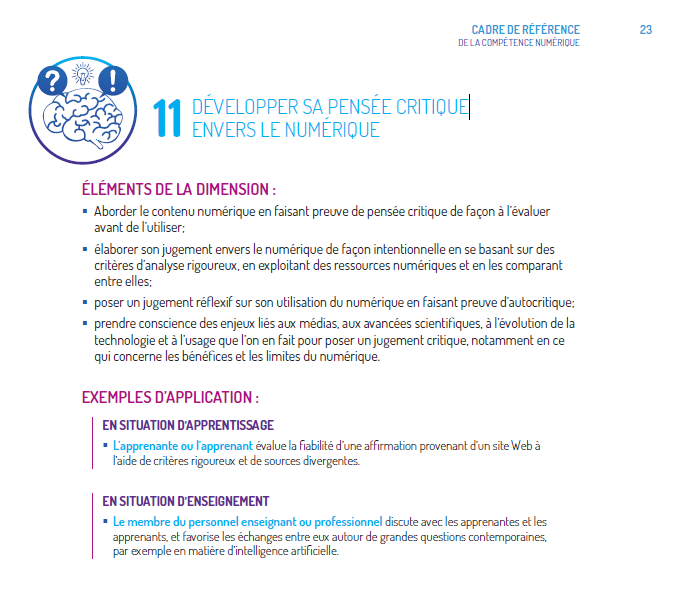 CADRE DE RÉFÉRENCE 23
DE LA COMPÉTENCE NUMÉRIQUE
? !
11 DÉVELOPPER SA PENSÉE CRITIQUE
ENVERS LE NUMÉRIQUE
ÉLÉMENTS DE LA DIMENSION :
▪ Aborder le contenu numérique en faisant preuve de pensée critique de façon à l'évaluer
avant de l'utiliser;
▪ élaborer son jugement envers le numérique de façon intentionnelle en se basant sur des
critères d'analyse rigoureux, en exploitant des ressources numériques et en les comparant
entre elles;
▪ poser un jugement réflexif sur son utilisation du numérique en faisant preuve d'autocritique;
▪ prendre conscience des enjeux liés aux médias, aux avancées scientifiques, à l'évolution de la
technologie et à l'usage que l'on en fait pour poser un jugement critique, notamment en ce
qui concerne les bénéfices et les limites du numérique.
EXEMPLES D'APPLICATION :
EN SITUATION D'APPRENTISSAGE
▪ L'apprenante ou l'apprenant évalue la fiabilité d'une affirmation provenant d'un site Web à
l'aide de critères rigoureux et de sources divergentes.
EN SITUATION D'ENSEIGNEMENT
▪ Le membre du personnel enseignant ou professionnel discute avec les apprenantes et les
apprenants, et favorise les échanges entre eux autour de grandes questions contemporaines,
par exemple en matière d'intelligence artificielle.